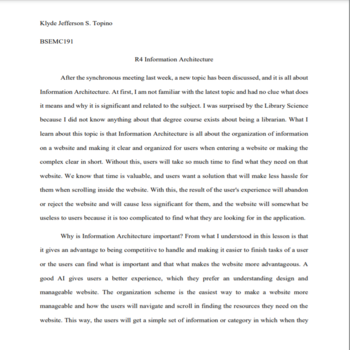 Klyde Jefferson S. Topino
BSEMC191
R4 Information Architecture
After the synchronous meeting last week, a new topic has been discussed, and it is all about
Information Architecture. At first, I am not familiar with the latest topic and had no clue what does
it means and why it is significant and related to the subject. I was surprised by the Library Science
because I did not know anything about that degree course exists about being a librarian. What I
learn about this topic is that Information Architecture is all about the organization of information
on a website and making it clear and organized for users when entering a website or making the
complex clear in short. Without this, users will take so much time to find what they need on that
website. We know that time is valuable, and users want a solution that will make less hassle for
them when scrolling inside the website. With this, the result of the user's experience will abandon
or reject the website and will cause less significant for them, and the website will somewhat be
useless to users because it is too complicated to find what they are looking for in the application.
Why is Information Architecture important? From what I understood in this lesson is that
it gives an advantage to being competitive to handle and making it easier to finish tasks of a user
or the users can find what is important and that what makes the website more advantageous. A
good AI gives users a better experience, which they prefer an understanding design and
manageable website. The organization scheme is the easiest way to make a website more
manageable and how the users will navigate and scroll in finding the resources they need on the
website. This way, the users will get a simple set of information or category in which when they